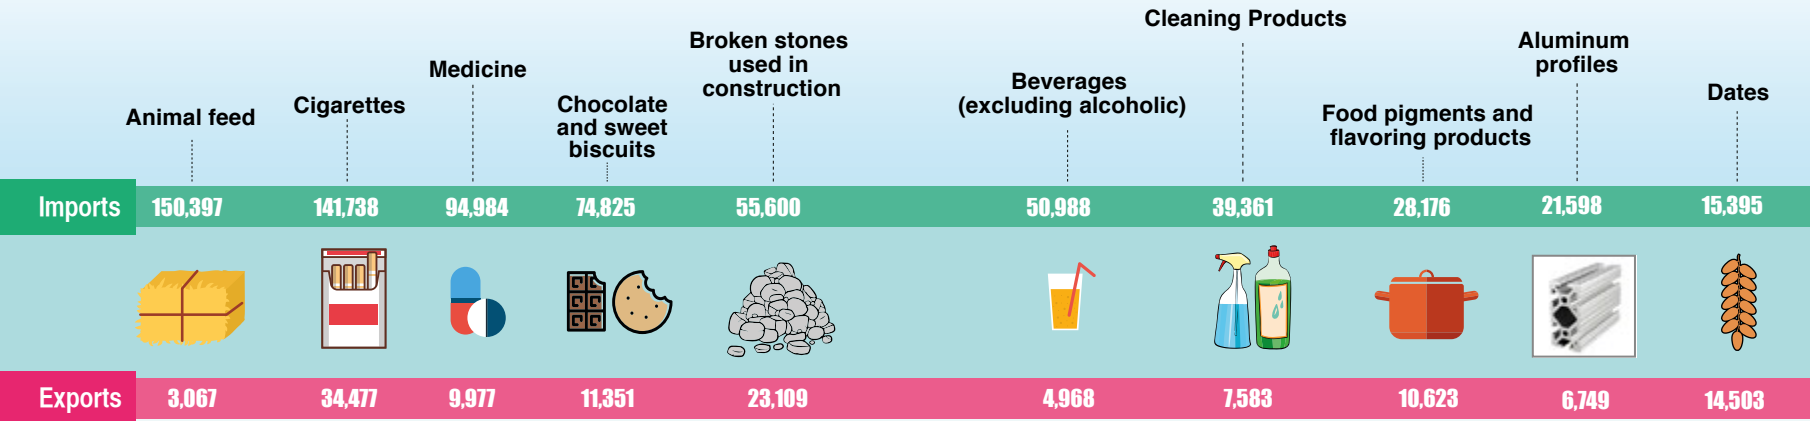 Animal feed
Cigarettes
Medicine
Chocolate
and sweet
biscuits
Broken stones
used in
construction
Beverages
(excluding alcoholic)
Cleaning Products
Food pigments and
flavoring products
Aluminum
profiles
Dates
Imports 150,397 141,738 94,984 74,825 55,600 50,988 39,361 28,176 21,598 15,395
Exports 3,067 34,477 9,977 11,351 23,109 4,968 7,583 10,623 6,749 14,503